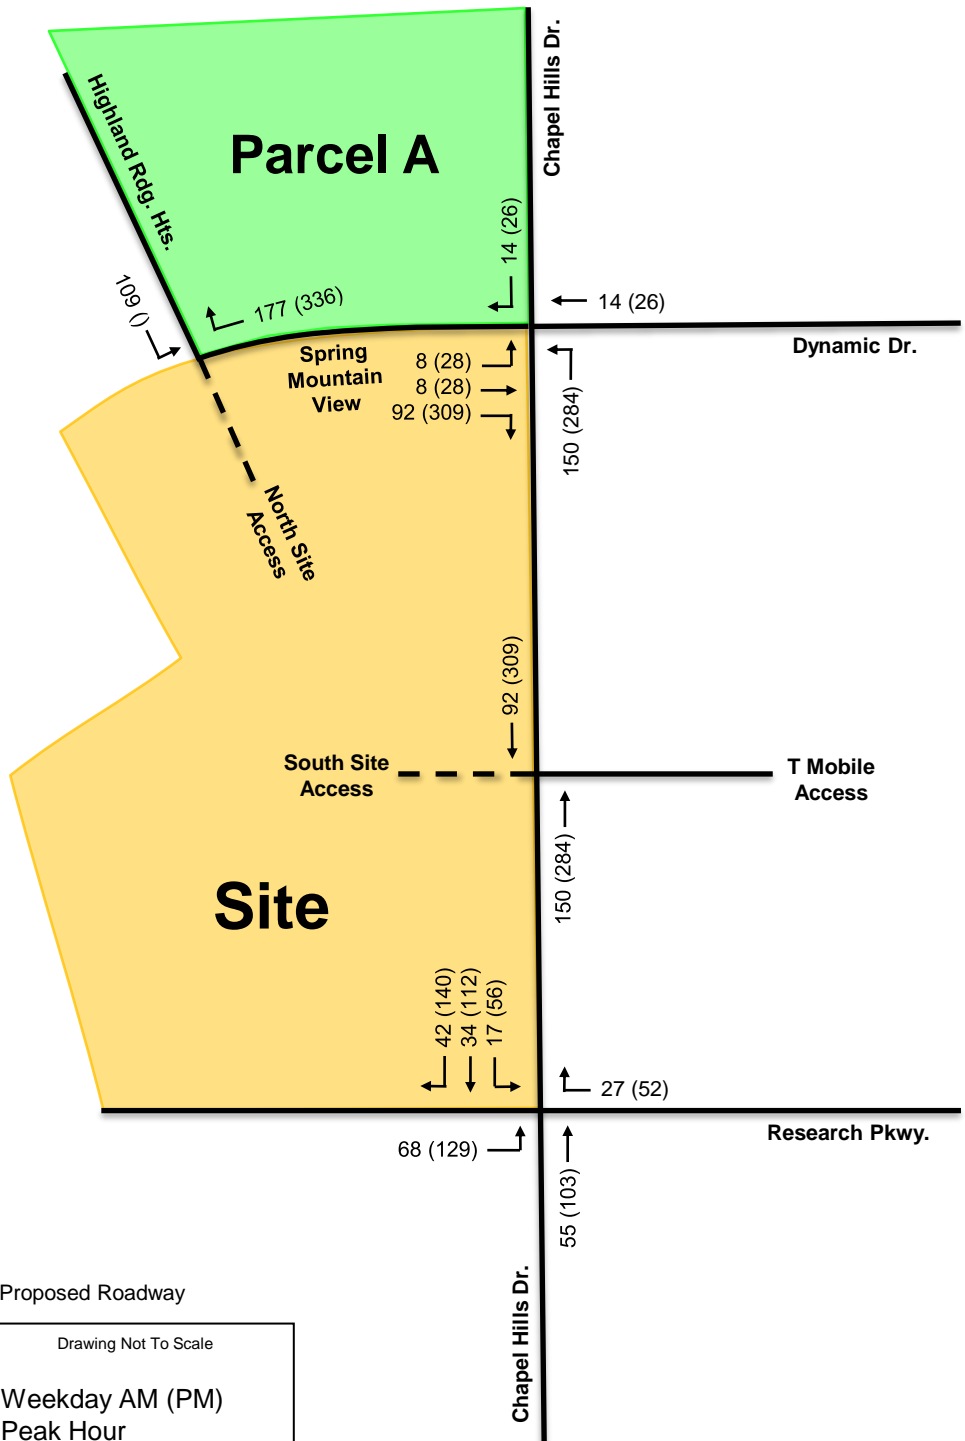 Chapel Hills Dr.
Highland Rdg. Hts.
Parcel A
14 (26)
109 ()
177 (336)
14 (26)
Dynamic Dr.
Spring
Mountain
View
8 (28)
8 (28)
92 (309)
150 (284)
North Site
Access
92 (309)
South Site
Access
T Mobile
Access
150 (284)
Site
42 (140)
34 (112)
17 (56)
27 (52)
Research Pkwy.
68 (129)
55 (103)
Chapel Hills Dr.
Proposed Roadway
Drawing Not To Scale
Weekday AM (PM)
Peak Hour